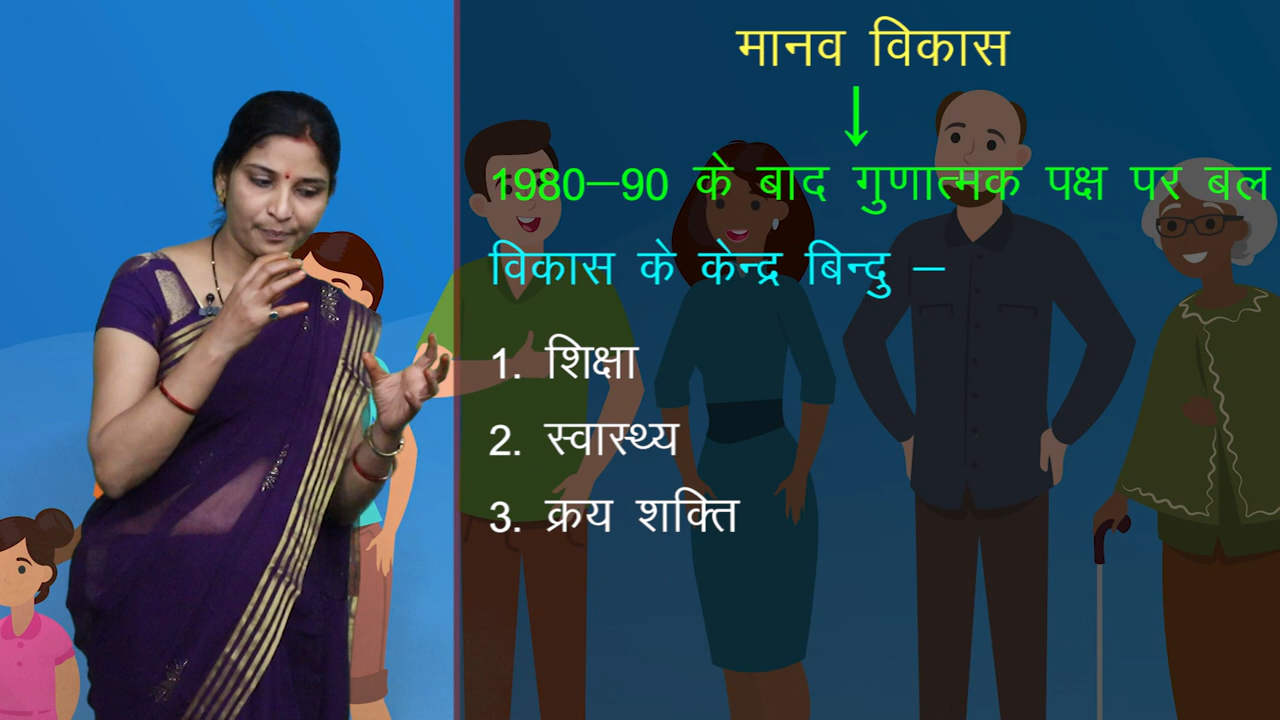 मानव विकास
↓
1980–90 के बाद गुणात्मक पक्ष पर बल
विकास के केन्द्र बिन्दु –
1. शिक्षा
2. स्वास्थ्य
3. क्रय शक्ति